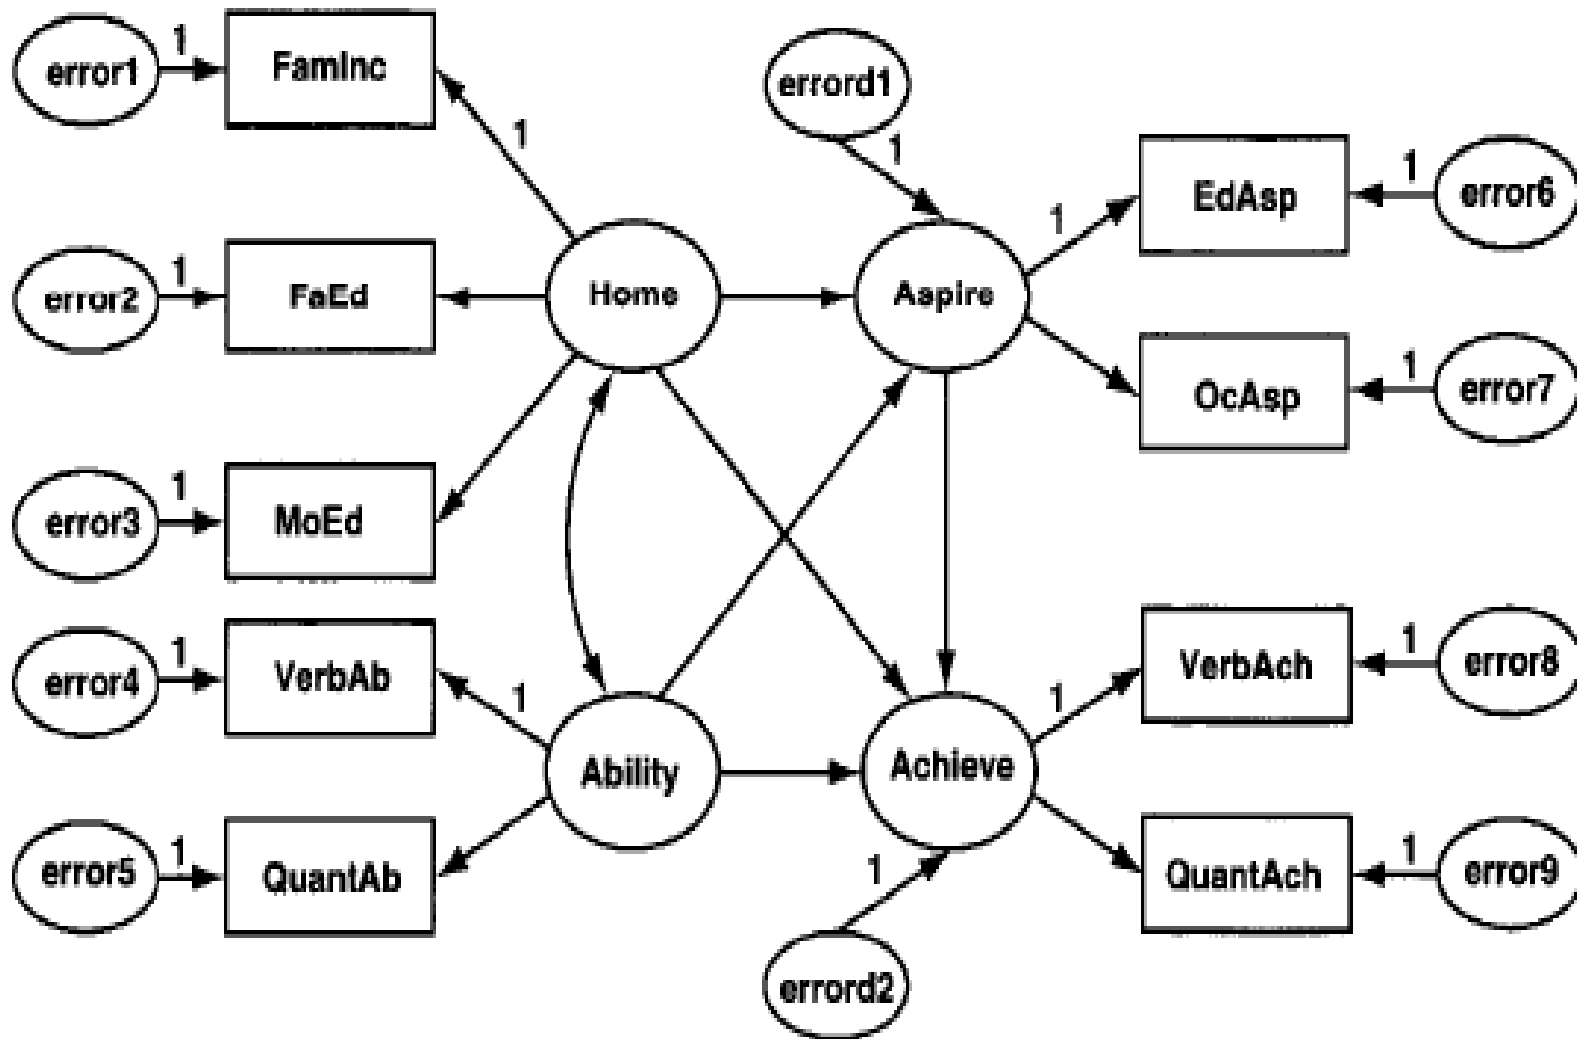 error1
1
FamInc
1
errord1
1
error2
1
FaEd
Home
Aspire
1
EdAsp
1
error6
OcAsp
1
error7
error3
1
MoEd
error4
1
VerbAb
1
Ability
error5
1
QuantAb
Achieve
1
VerbAch
1
error8
QuantAch
1
error9
1
errord2